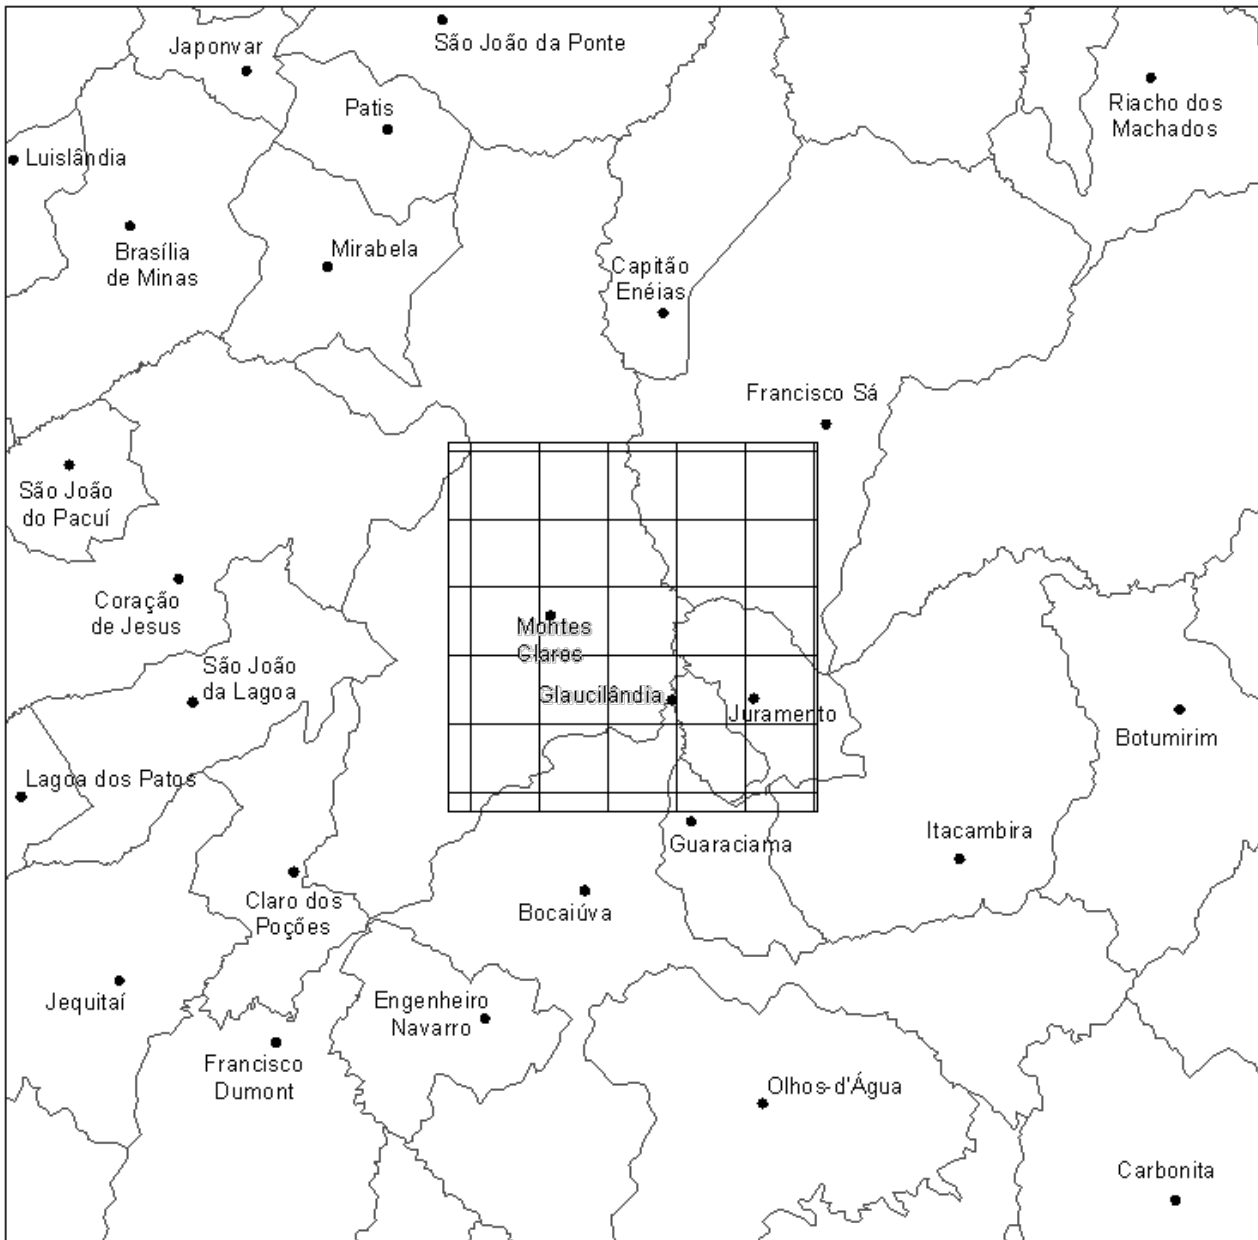 São João da Ponte
Japonvar
Patis
Riacho dos
Machados
Luislândia
Brasília
de Minas
Mirabela
Capitão
Enéias
Francisco Sá
São João
do Pacuí
Coração
de Jesus
Montes
Clares
São João
da Lagoa
Glaucilândia
Juramento
Botumirim
Lagoa dos Patos
Guaraciama
Itacambira
Claro dos
Poções
Bocaiúva
Jequitaí
Engenheiro
Navarro
Francisco
Dumont
Olhos-d'Água
Carbonita